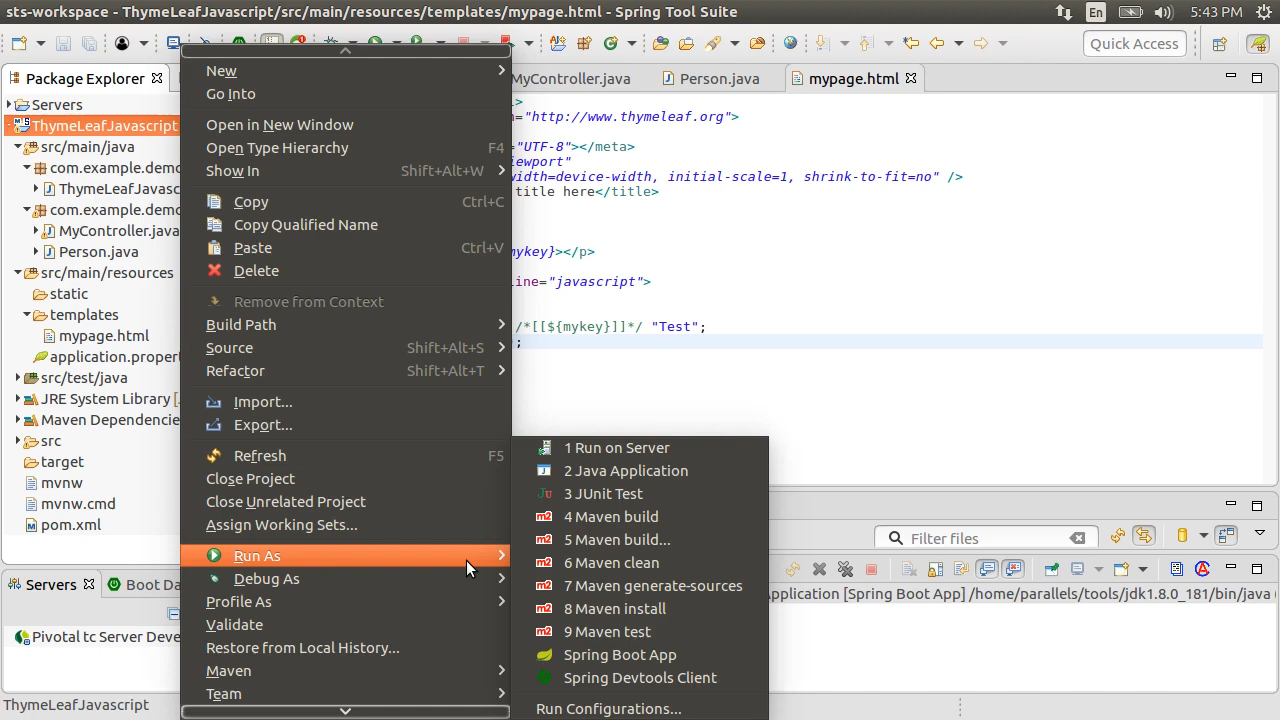 sts-workspace - ThymeLeafJavascript/src/main/resources/templates/mypage.html - Spring Tool Suite
En
5:43 PM
Quick Access
Package Explorer
MyController.java
Person.java
mypage.html
Servers
ThymeLeafJavascript
src/main/java
com.example.demo
ThymeLeafJavasc
com.example.demo
MyController.java
Person.java
src/main/resources
static
templates
mypage.html
application.propert
src/test/java
JRE System Library [
Maven Dependencie
src
target
mvnw
mvnw.cmd
pom.xml
Servers
Boot Da
Pivotal tc Server Deve
ThymeLeafJavascript
New
Go Into
Open in New Window
Open Type Hierarchy F4
Show In Shift+Alt+W
Copy Ctrl+C
Copy Qualified Name
Paste Ctrl+V
Delete
Remove from Context
Build Path
Source Shift+Alt+S
Refactor Shift+Alt+T
Import...
Export...
Refresh F5
Close Project
Close Unrelated Project
Assign Working Sets...
Run As
Debug As
Profile As
Validate
Restore from Local History...
Maven
Team
1 Run on Server
2 Java Application
3 JUnit Test
4 Maven build
5 Maven build...
6 Maven clean
7 Maven generate-sources
8 Maven install
9 Maven test
Spring Boot App
Spring Devtools Client
Run Configurations...
>
="http://www.thymeleaf.org">
="UTF-8"></meta>
iewport"
width=device-width, initial-scale=1, shrink-to-fit=no" />
title here</title>
mykey}></p>
line="javascript">
/*[[${mykey}]]*/ "Test";
;
Filter files
Application [Spring Boot App] /home/parallels/tools/jdk1.8.0_181/bin/java (